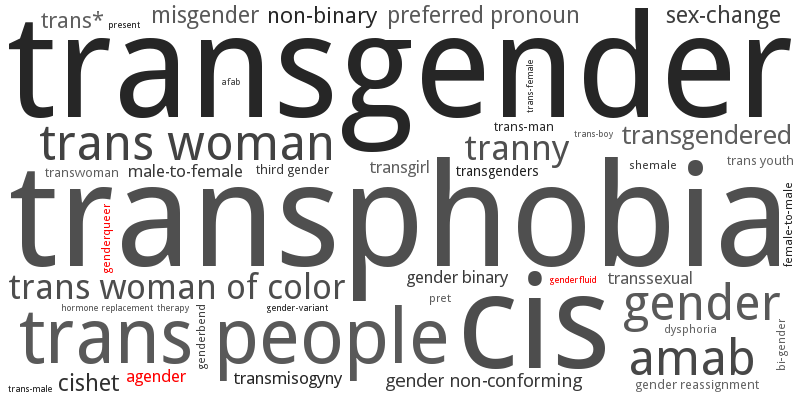 trans*
present
misgender
non-binary
preferred pronoun
sex-change
transgender
afab
trans-female
trans woman
trans-man
trans-boy
tranny
transgendered
transwoman
male-to-female
third gender
transgirl
transgenders
shemale
trans youth
transphobia
genderqueer
female-to-male
trans woman of color
gender binary
genderfluid
transsexual
hormone replacement therapy
genderbend
gender-variant
pret
cis
gender
trans people
dysphoria
bi-gender
amab
trans-male
cishet
agender
transmisogyny
gender non-conforming
gender reassignment